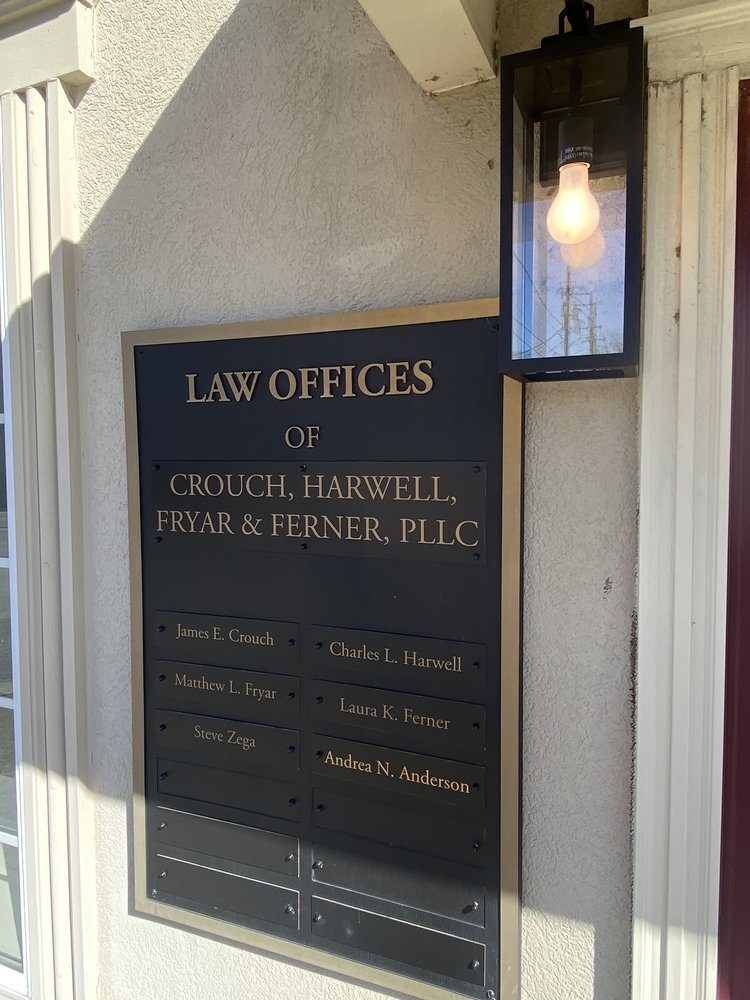 LAW OFFICES
OF
CROUCH, HARWELL,
FRYAR & FERNER, PLLC
James E. Crouch
Charles L. Harwell
Matthew L. Fryar
Laura K. Ferner
Steve Zega
Andrea N. Anderson